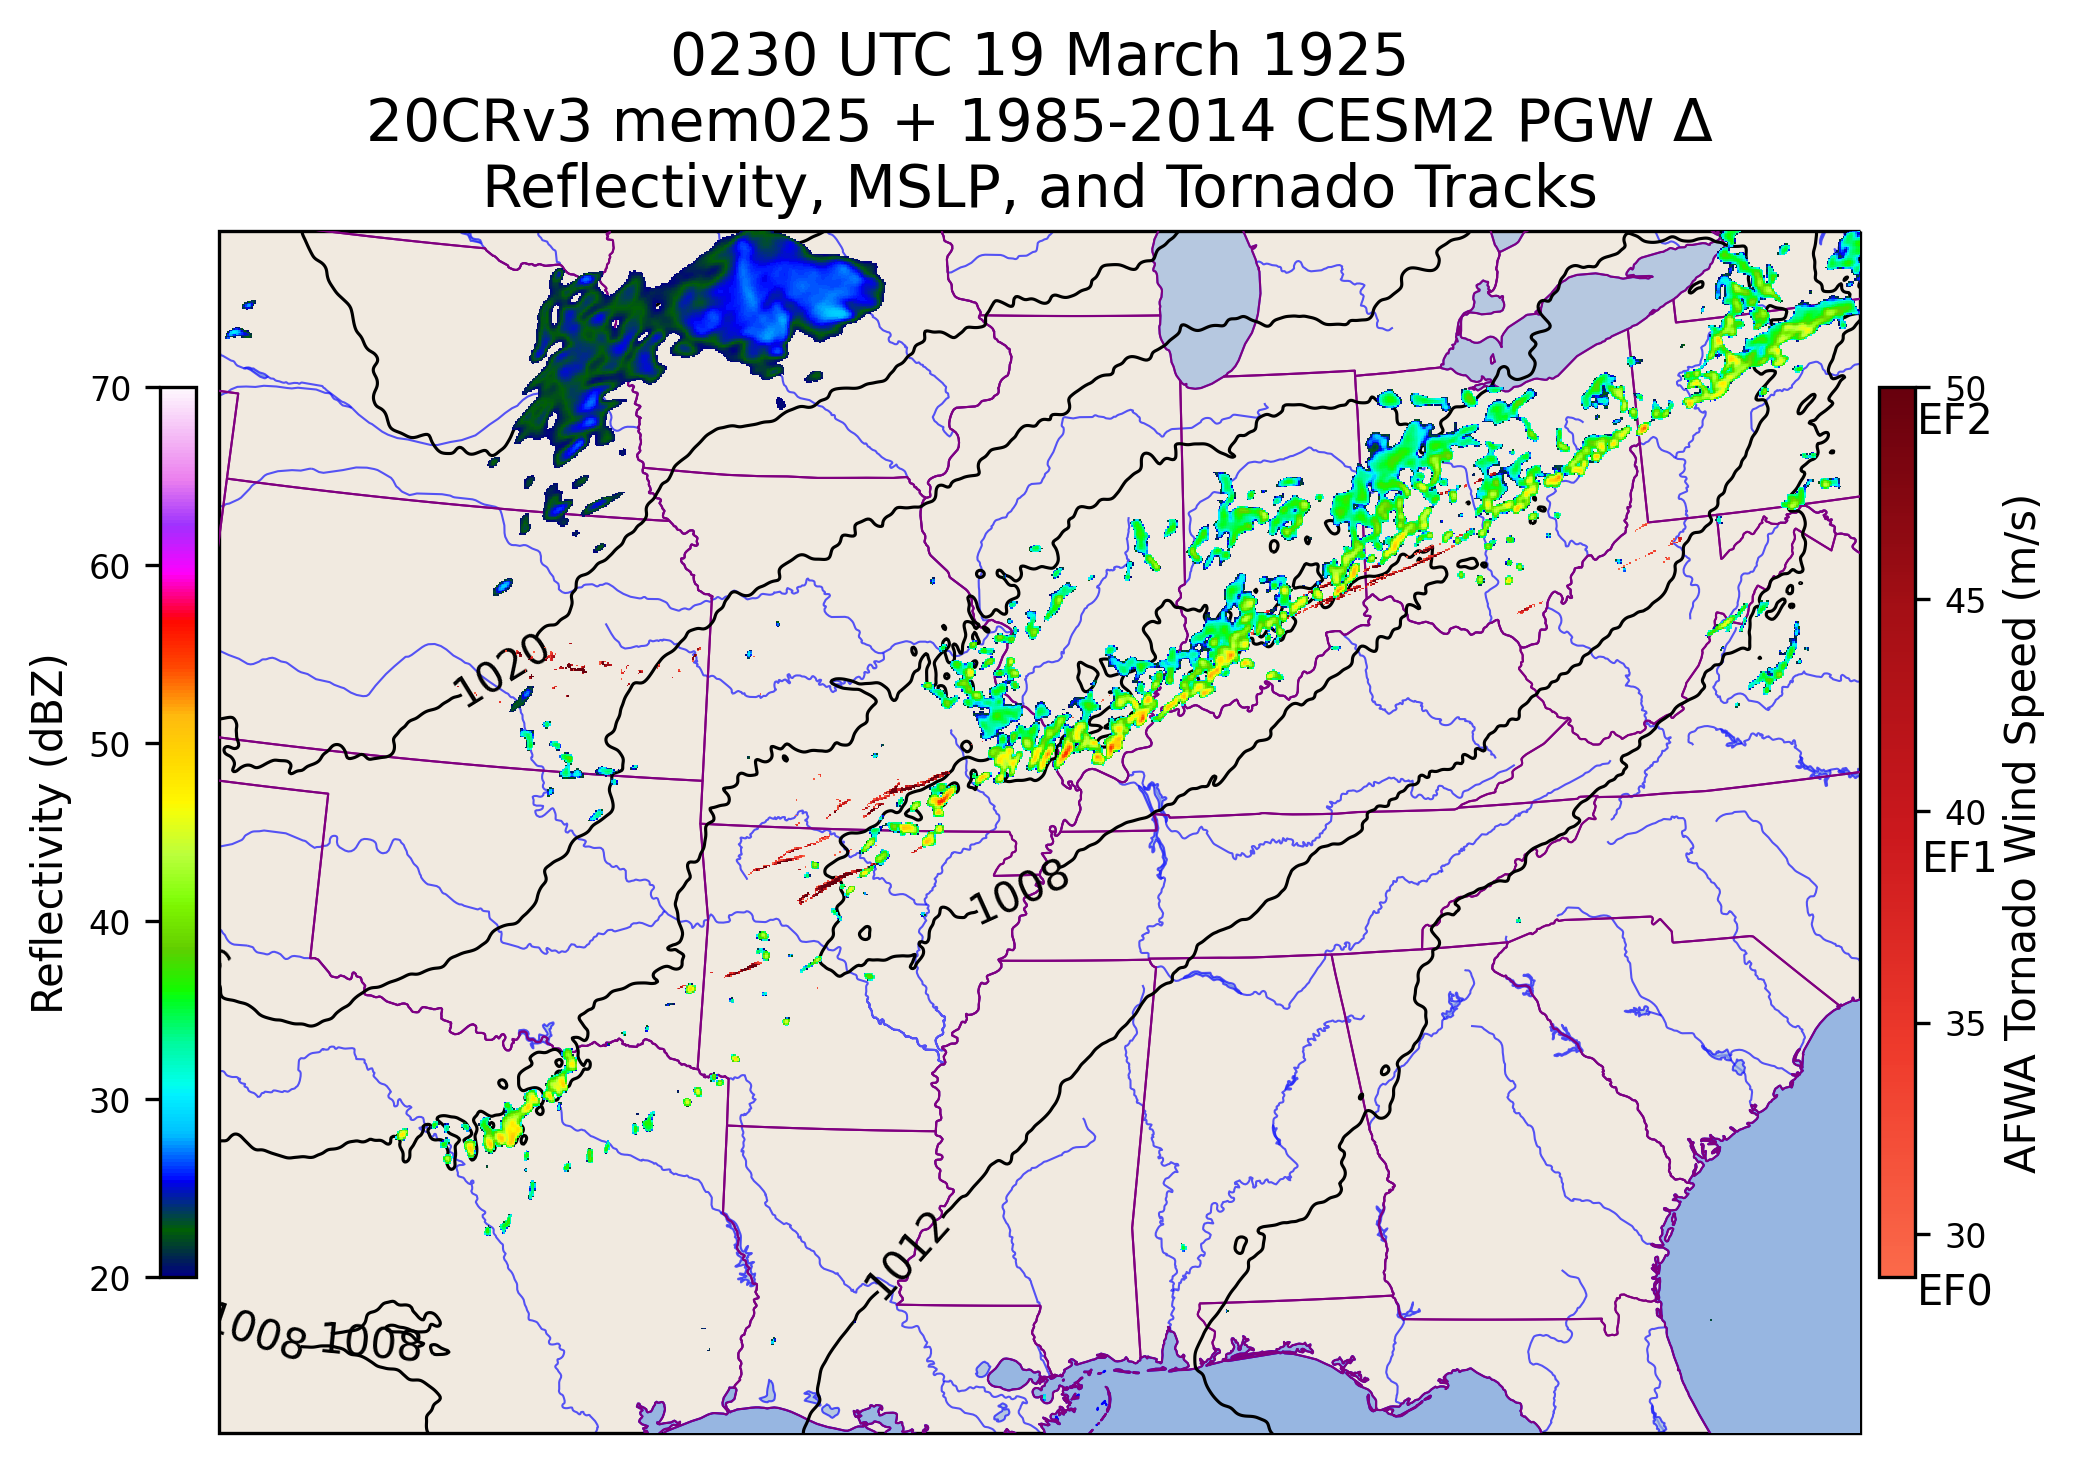 0230 UTC 19 March 1925
20CRv3 mem025 + 1985-2014 CESM2 PGW Δ
Reflectivity, MSLP, and Tornado Tracks
70
60
50
40
30
20
Reflectivity (dBZ)
1020
1008
1012
1008
1008
50
EF2
45
40
EF1
35
30
EF0
AFWA Tornado Wind Speed (m/s)